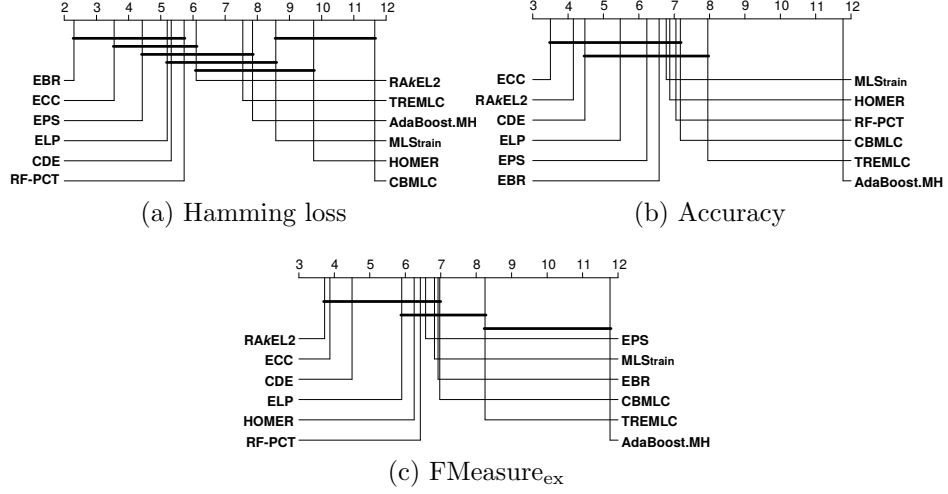 2 3 4 5 6 7 8 9 10 11 12
EBR RAkEL2
ECC TREMLC
EPS AdaBoost.MH
ELP MLStrain
CDE HOMER
RF-PCT CBMLC
(a) Hamming loss
3 4 5 6 7 8 9 10 11 12
ECC MLStrain
RAkEL2 HOMER
CDE RF-PCT
ELP CBMLC
EPS TREMLC
EBR AdaBoost.MH
(b) Accuracy
3 4 5 6 7 8 9 10 11 12
RAkEL2 EPS
ECC MLStrain
CDE EBR
ELP CBMLC
HOMER TREMLC
RF-PCT AdaBoost.MH
(c) FMeasureex